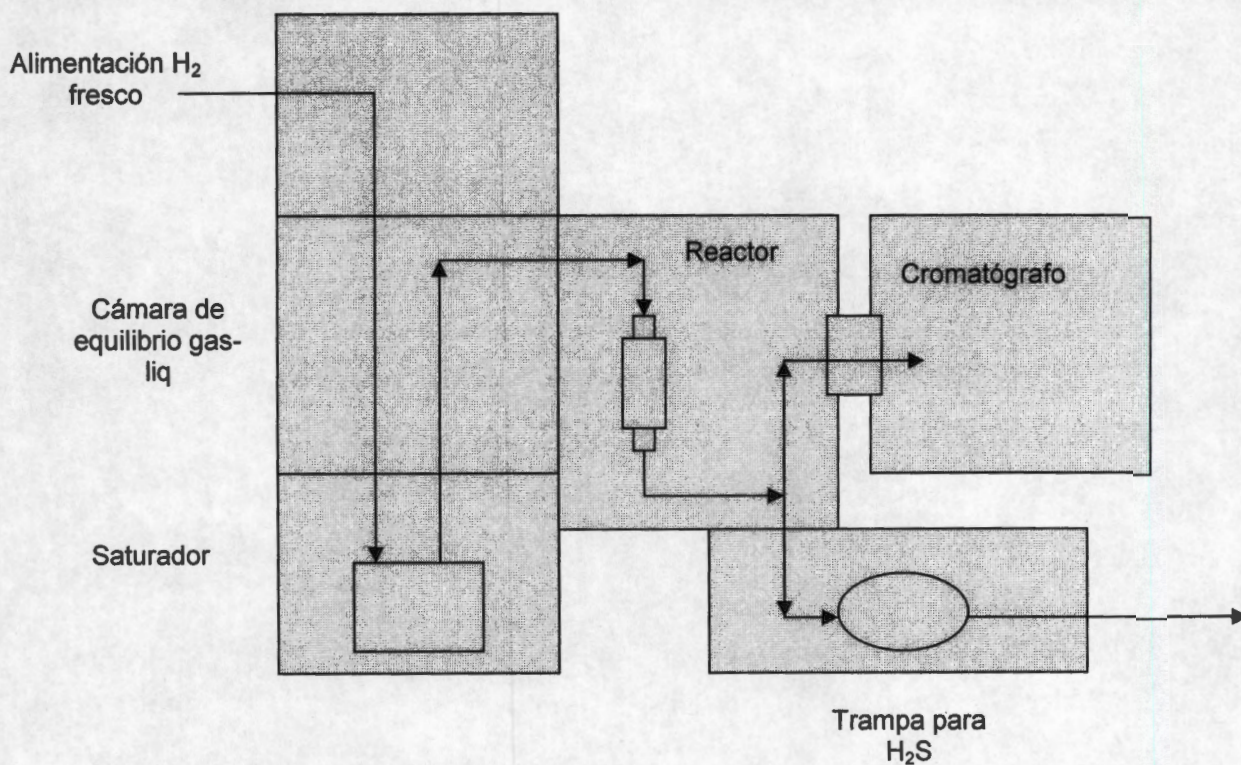 Alimentación H₂
fresco
Reactor
Cromatógrafo
Cámara de
equilibrio gas-
liq
Saturador
Trampa para
H₂S